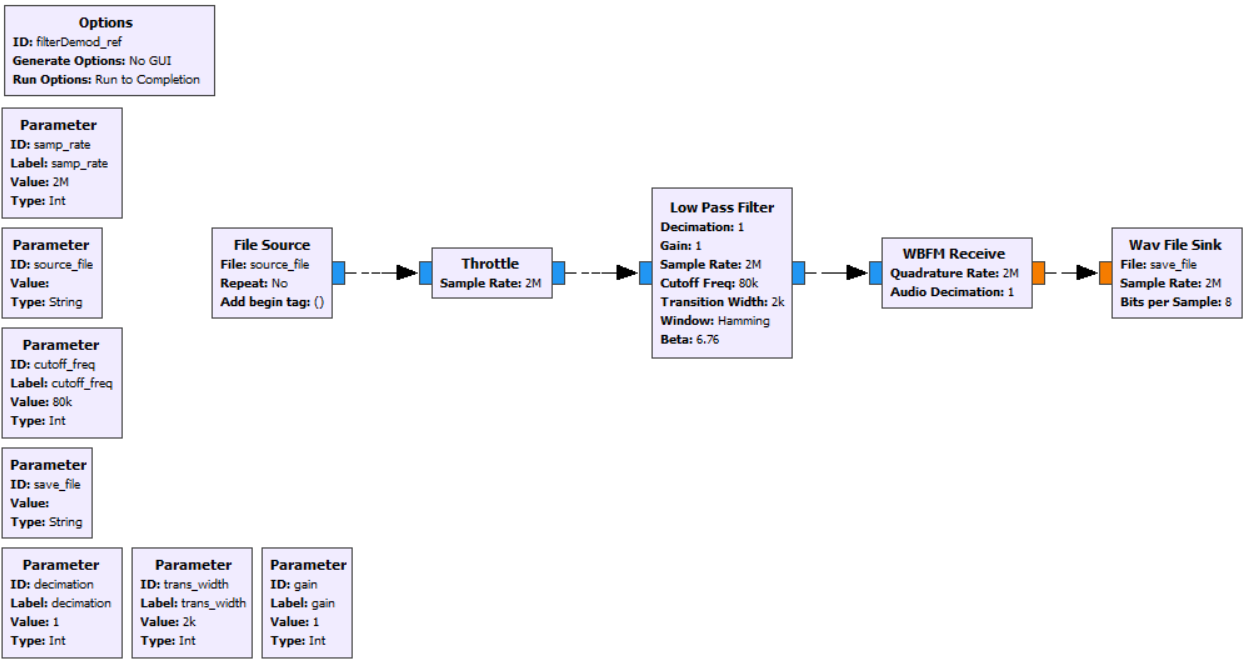 Options
ID: filterDemod_ref
Generate Options: No GUI
Run Options: Run to Completion
Parameter
ID: samp_rate
Label: samp_rate
Value: 2M
Type: Int
Parameter
ID: source_file
Value:
Type: String
File Source
File: source_file
Repeat: No
Add begin tag: ()
Throttle
Sample Rate: 2M
Low Pass Filter
Decimation: 1
Gain: 1
Sample Rate: 2M
Cutoff Freq: 80k
Transition Width: 2k
Window: Hamming
Beta: 6.76
WBFM Receive
Quadrature Rate: 2M
Audio Decimation: 1
Wav File Sink
File: save_file
Sample Rate: 2M
Bits per Sample: 8
Parameter
ID: cutoff_freq
Label: cutoff_freq
Value: 80k
Type: Int
Parameter
ID: save_file
Value:
Type: String
Parameter
ID: decimation
Label: decimation
Value: 1
Type: Int
Parameter
ID: trans_width
Label: trans_width
Value: 2k
Type: Int
Parameter
ID: gain
Label: gain
Value: 1
Type: Int